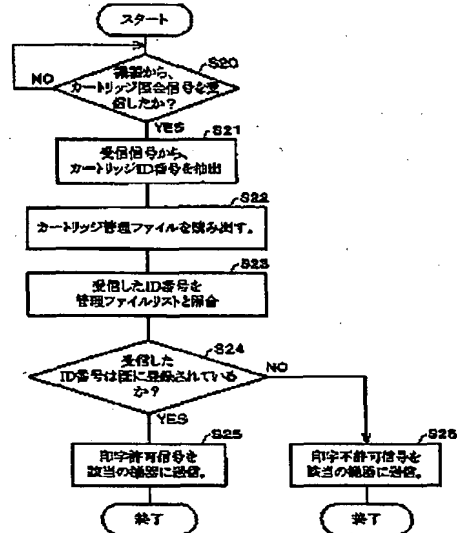 スタート
S20
機器から、
カートリッジ照会信号を受
信したか?
NO
YES
S21
受信信号から、
カートリッジID番号を抽出
S22
カートリッジ管理ファイルを読み出す。
S23
受信したID番号を
管理ファイルリストと照合
S24
受信した
ID番号は既に登録されている
か?
NO
YES
S25
印字許可信号を
該当の機器に送信。
S26
印字不許可信号を
該当の機器に送信。
終了
終了